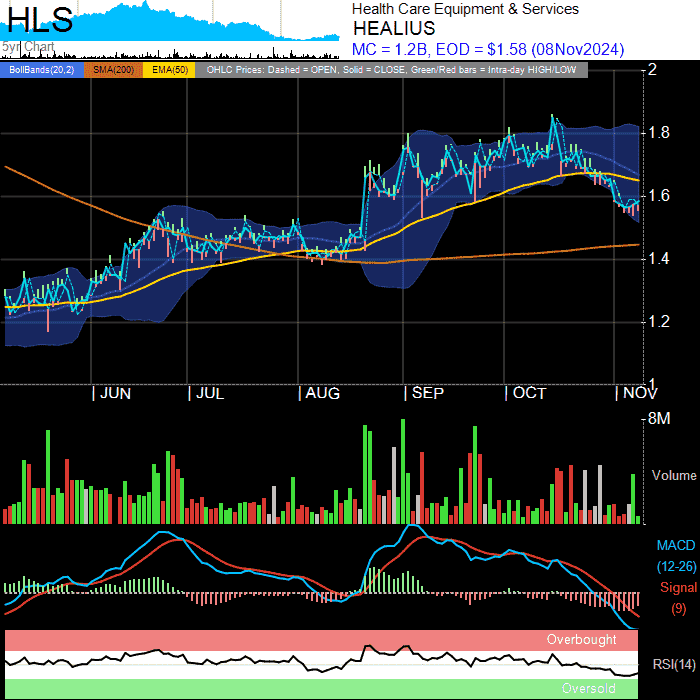 HLS
5yr Chart
Health Care Equipment & Services
HEALIUS
MC = 1.2B, EOD = $1.58 (08Nov2024)
BollBands(20,2) SMA(200) EMA(50) OHLC Prices: Dashed = OPEN, Solid = CLOSE, Green/Red bars = Intra-day HIGH/LOW
2
1.8
1.6
1.4
1.2
1
| JUN | JUL | AUG | SEP | OCT | NOV
8M
Volume
MACD
(12-26)
Signal
(9)
Overbought
RSI(14)
Oversold